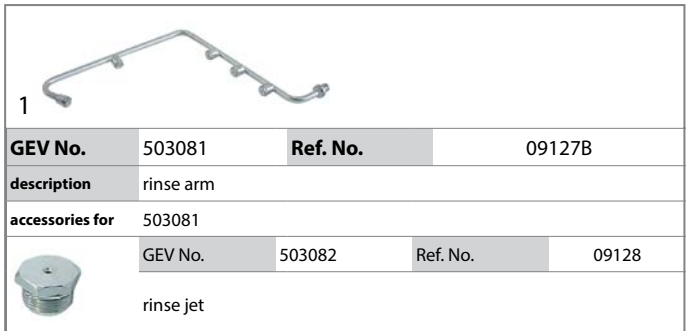 1
GEV No. 503081 Ref. No. 09127B
description rinse arm
accessories for 503081
GEV No. 503082 Ref. No. 09128
rinse jet